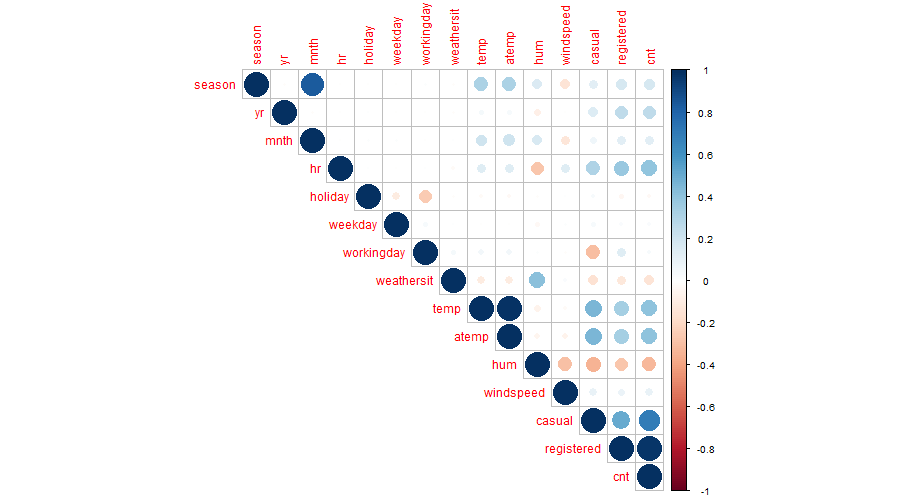 season
yr
mnth
hr
holiday
weekday
workingday
weathersit
temp
atemp
hum
windspeed
casual
registered
cnt
season
yr
mnth
hr
holiday
weekday
workingday
weathersit
temp
atemp
hum
windspeed
casual
registered
cnt
1
0.8
0.6
0.4
0.2
0
-0.2
-0.4
-0.6
-0.8
-1